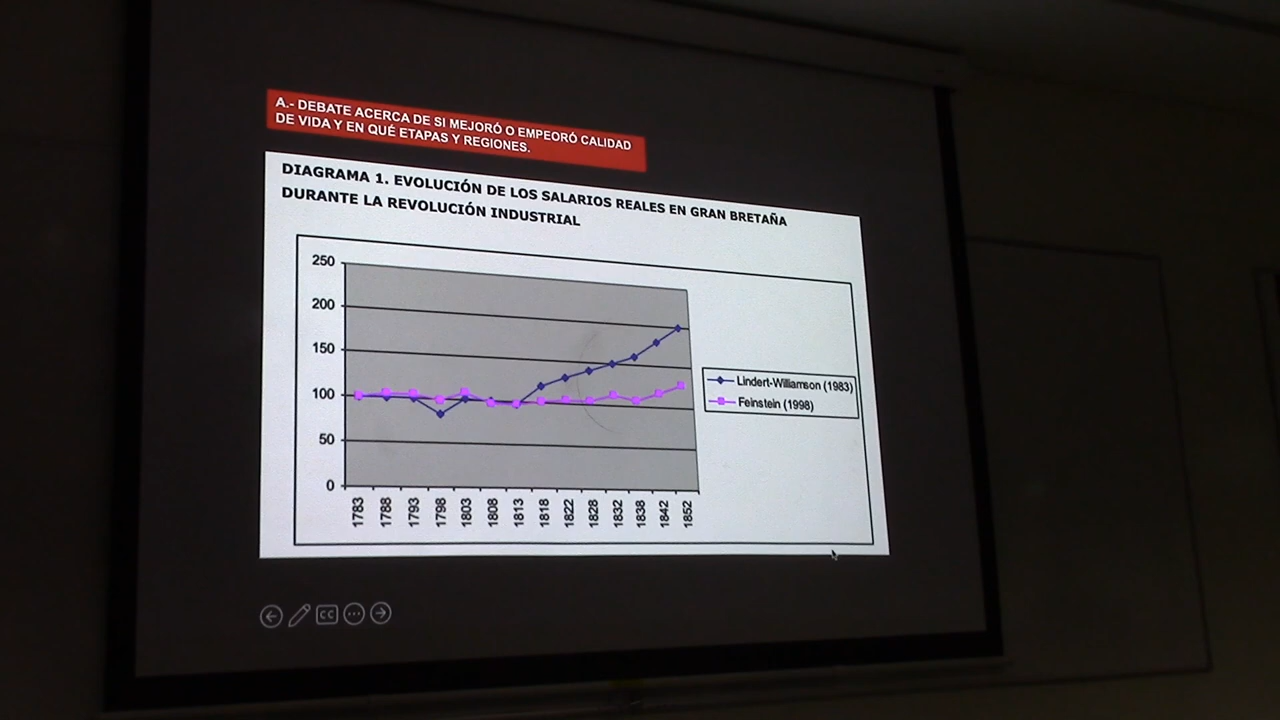 A.- DEBATE ACERCA DE SI MEJORÓ O EMPEORÓ CALIDAD
DE VIDA Y EN QUÉ ETAPAS Y REGIONES.
DIAGRAMA 1. EVOLUCIÓN DE LOS SALARIOS REALES EN GRAN BRETAÑA
DURANTE LA REVOLUCIÓN INDUSTRIAL
250
200
150
100
50
0
1783 1788 1793 1798 1803 1808 1813 1818 1822 1828 1832 1838 1842 1852
Lindert-Williamson (1983)
Feinstein (1998)
CC